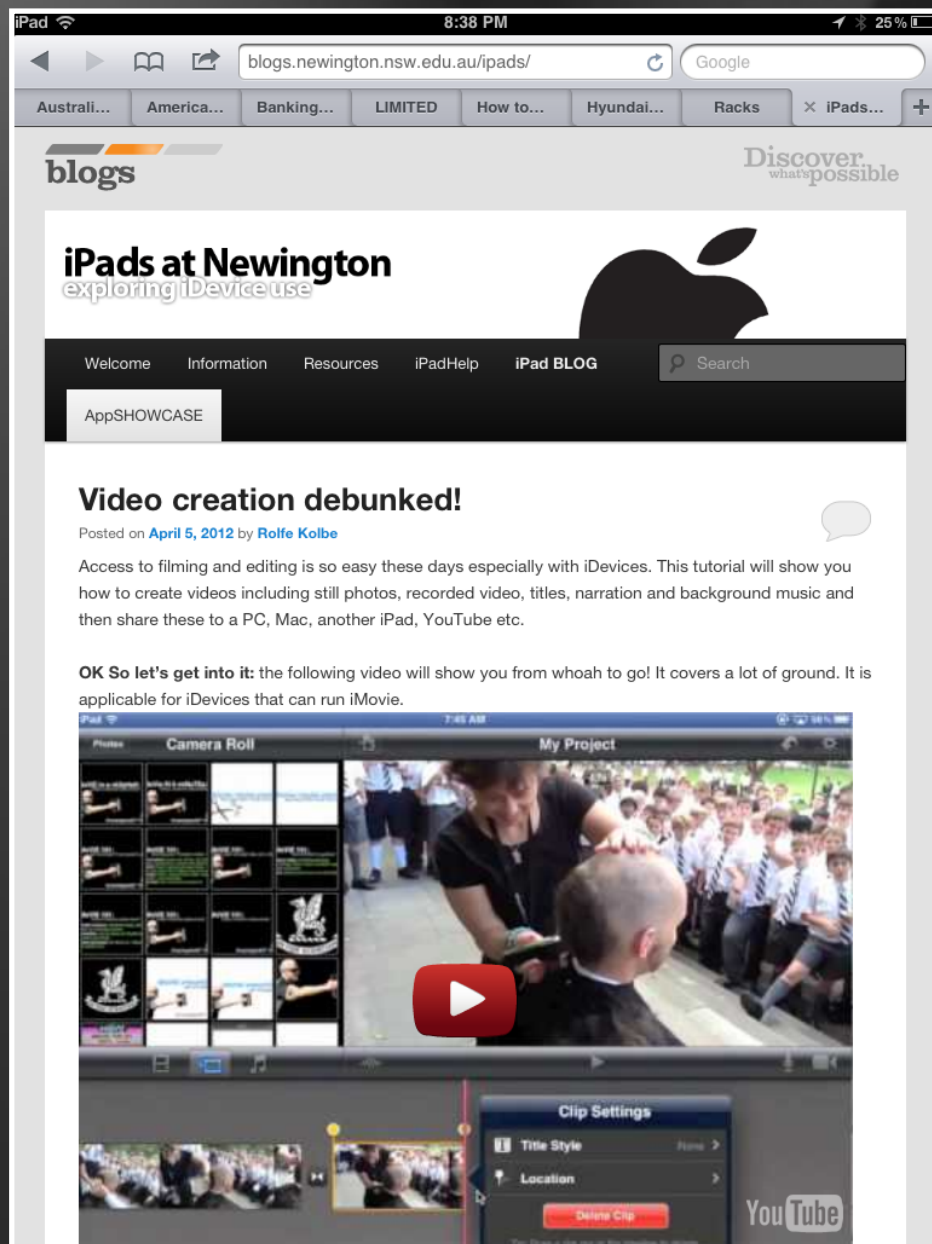 iPad 8:38 PM 25%
blogs.newington.nsw.edu.au/ipads/ Google
Australi... America... Banking... LIMITED How to... Hyundai... Racks × iPads... +
blogs
Discover
what's possible
iPads at Newington
exploring iDevice use
Welcome Information Resources iPadHelp iPad BLOG Search
AppSHOWCASE
Video creation debunked!
Posted on April 5, 2012 by Rolfe Kolbe
Access to filming and editing is so easy these days especially with iDevices. This tutorial will show you
how to create videos including still photos, recorded video, titles, narration and background music and
then share these to a PC, Mac, another iPad, YouTube etc.
OK So let’s get into it: the following video will show you from whoah to go! It covers a lot of ground. It is
applicable for iDevices that can run iMovie.
iPad 7:45 AM
Photos Camera Roll My Project
Clip Settings
Title Style None
Location
Delete Clip
YouTube